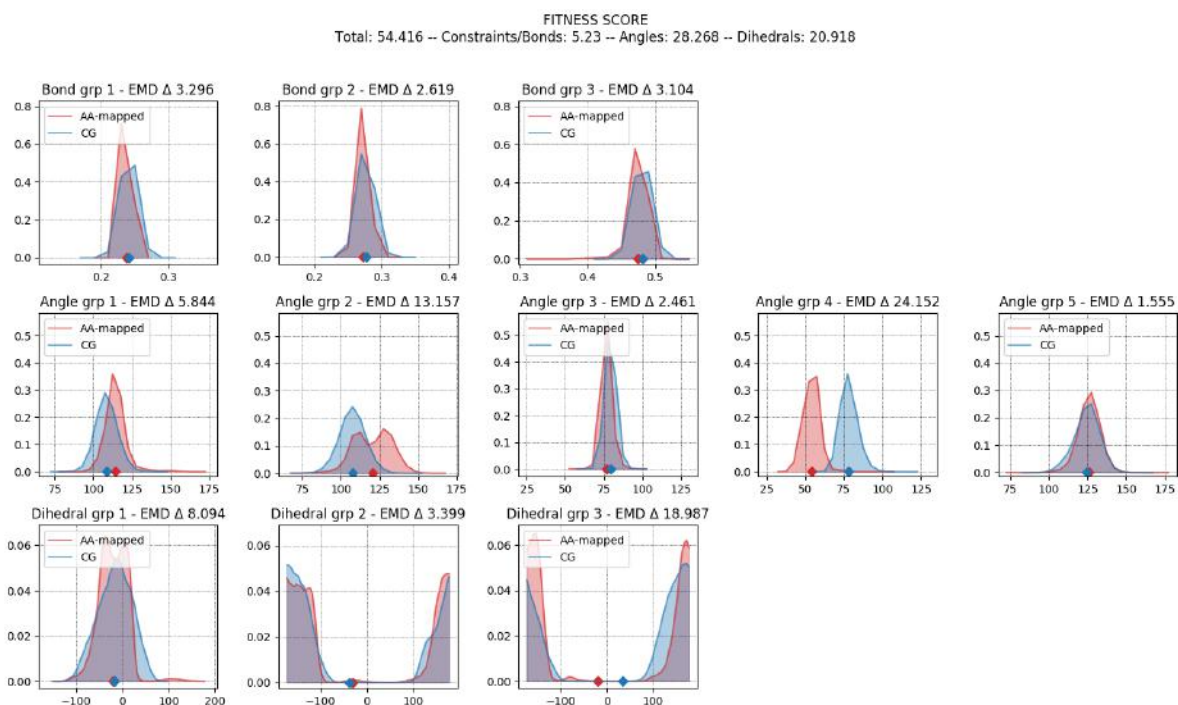 FITNESS SCORE
Total: 54.416 -- Constraints/Bonds: 5.23 -- Angles: 28.268 -- Dihedrals: 20.918
Bond grp 1 - EMD Δ 3.296
Bond grp 2 - EMD Δ 2.619
Bond grp 3 - EMD Δ 3.104
0.8
0.6
0.4
0.2
0.0
AA-mapped
CG
0.2
0.3
0.8
0.6
0.4
0.2
0.0
AA-mapped
CG
0.2
0.3
0.4
0.8
0.6
0.4
0.2
0.0
AA-mapped
CG
0.3
0.4
0.5
Angle grp 1 - EMD Δ 5.844
Angle grp 2 - EMD Δ 13.157
Angle grp 3 - EMD Δ 2.461
Angle grp 4 - EMD Δ 24.152
Angle grp 5 - EMD Δ 1.555
0.5
0.4
0.3
0.2
0.1
0.0
AA-mapped
CG
75
100
125
150
175
0.5
0.4
0.3
0.2
0.1
0.0
AA-mapped
CG
75
100
125
150
175
0.5
0.4
0.3
0.2
0.1
0.0
AA-mapped
CG
25
50
75
100
125
0.5
0.4
0.3
0.2
0.1
0.0
AA-mapped
CG
25
50
75
100
125
0.5
0.4
0.3
0.2
0.1
0.0
AA-mapped
CG
75
100
125
150
175
Dihedral grp 1 - EMD Δ 8.094
Dihedral grp 2 - EMD Δ 3.399
Dihedral grp 3 - EMD Δ 18.987
0.06
0.04
0.02
0.00
AA-mapped
CG
−100
0
100
200
0.06
0.04
0.02
0.00
AA-mapped
CG
−100
0
100
0.06
0.04
0.02
0.00
AA-mapped
CG
−100
0
100